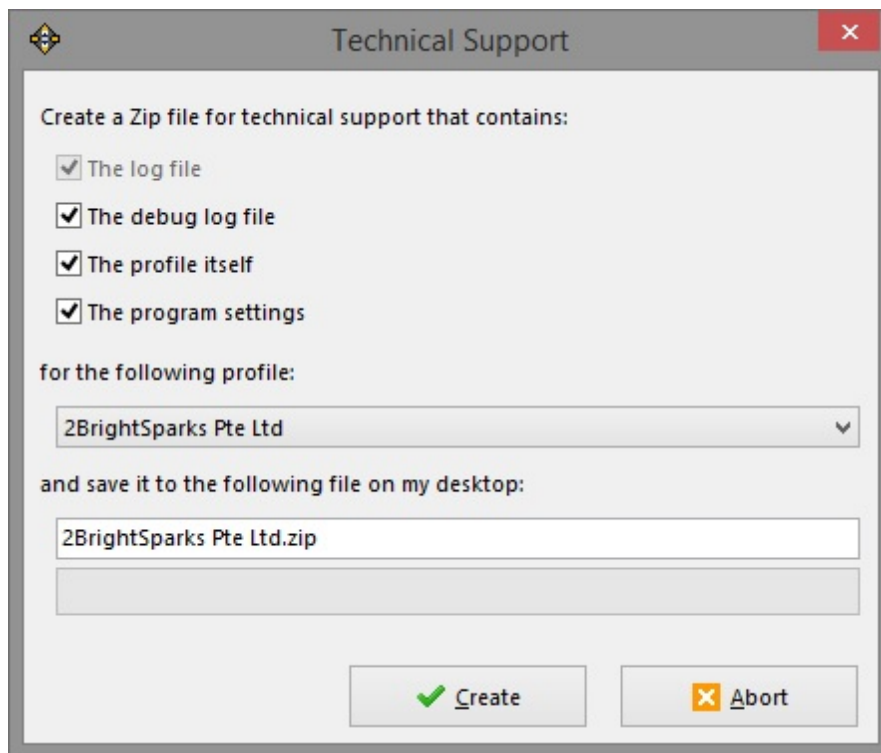 Technical Support
Create a Zip file for technical support that contains:
The log file
The debug log file
The profile itself
The program settings
for the following profile:
2BrightSparks Pte Ltd
and save it to the following file on my desktop:
2BrightSparks Pte Ltd.zip
Create Abort